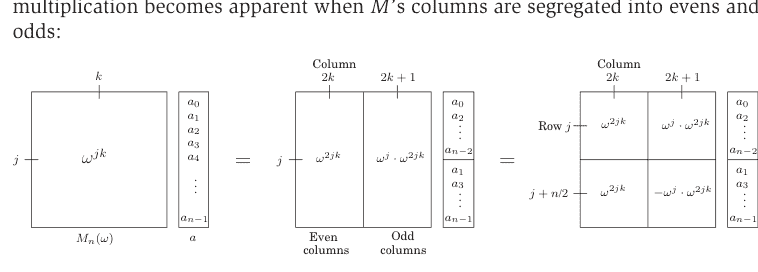 multiplication becomes apparent when M's columns are segregated into evens and
odds:
k
j
ω^{jk}
M_n(ω)
a_0
a_1
a_2
a_3
a_4
⋮
a_{n−1}
a
=
Column
2k 2k + 1
j
ω^{2jk} ω^j · ω^{2jk}
Even columns
Odd columns
a_0
a_2
⋮
a_{n−2}
a_1
a_3
⋮
a_{n−1}
=
Column
2k 2k + 1
Row j
ω^{2jk} ω^j · ω^{2jk}
j + n/2
ω^{2jk} −ω^j · ω^{2jk}
a_0
a_2
⋮
a_{n−2}
a_1
a_3
⋮
a_{n−1}